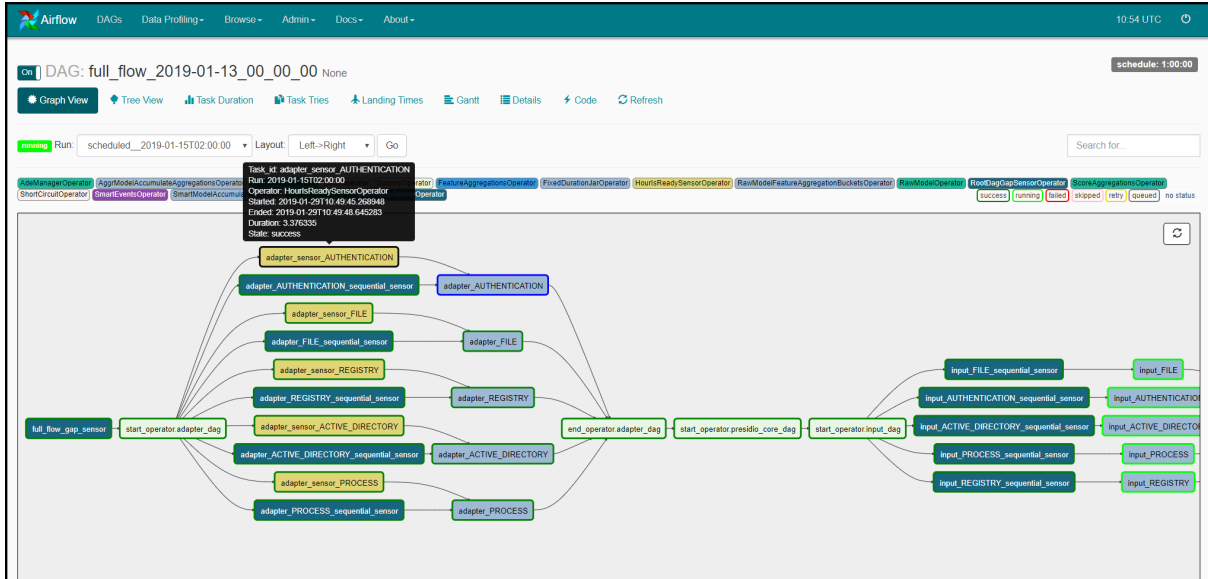 Airflow DAGs Data Profiling Browse Admin Docs About 10:54 UTC
On DAG: full_flow_2019-01-13_00_00_00 None schedule: 1:00:00
Graph View Tree View Task Duration Task Tries Landing Times Gantt Details Code Refresh
running Run: scheduled__2019-01-15T02:00:00 Layout: Left->Right Go Search for...
Task_id: adapter_sensor_AUTHENTICATION
Run: 2019-01-15T02:00:00
Operator: HourIsReadySensorOperator
Started: 2019-01-29T10:49:45.268948
Ended: 2019-01-29T10:49:48.645283
Duration: 3.376335
State: success
AdeManagerOperator AggrModelAccumulateAggregationsOperator FeatureAggregationsOperator FixedDurationJarOperator HourIsReadySensorOperator RawModelFeatureAggregationBucketsOperator RawModelOperator RootDagGapSensorOperator ScoreAggregationsOperator
ShortCircuitOperator SmartEventsOperator success running failed skipped retry queued no status
adapter_sensor_AUTHENTICATION
adapter_AUTHENTICATION_sequential_sensor adapter_AUTHENTICATION
adapter_sensor_FILE
adapter_FILE_sequential_sensor adapter_FILE
adapter_sensor_REGISTRY input_FILE_sequential_sensor input_FILE
adapter_REGISTRY_sequential_sensor adapter_REGISTRY input_AUTHENTICATION_sequential_sensor
full_flow_gap_sensor start_operator.adapter_dag adapter_sensor_ACTIVE_DIRECTORY end_operator.adapter_dag start_operator.presidio_core_dag start_operator.input_dag input_ACTIVE_DIRECTORY_sequential_sensor
adapter_ACTIVE_DIRECTORY_sequential_sensor adapter_ACTIVE_DIRECTORY input_PROCESS_sequential_sensor input_PROCESS
adapter_sensor_PROCESS input_REGISTRY_sequential_sensor input_REGISTRY
adapter_PROCESS_sequential_sensor adapter_PROCESS